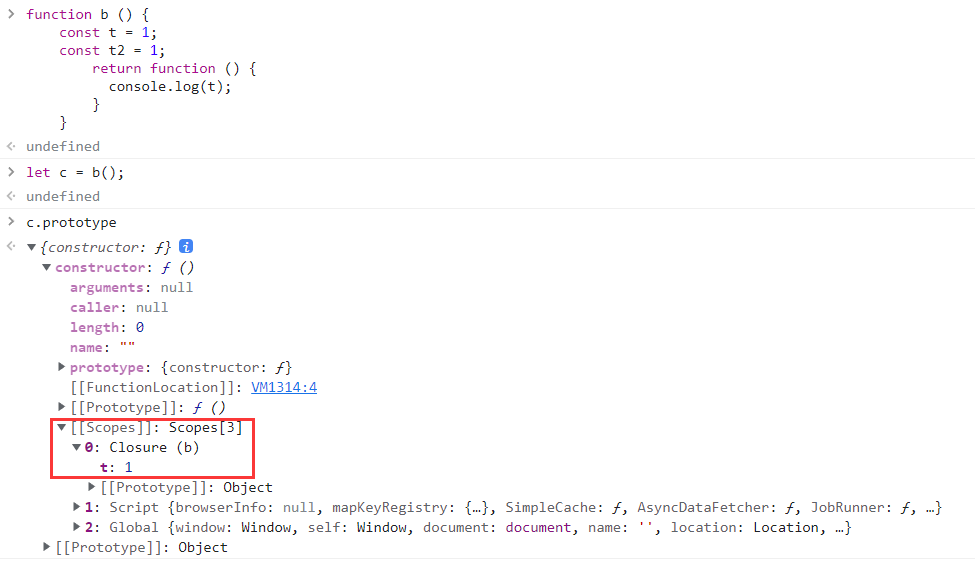 function b () {
const t = 1;
const t2 = 1;
return function () {
console.log(t);
}
}
undefined
let c = b();
undefined
c.prototype
{constructor: ƒ} i
constructor: ƒ ()
arguments: null
caller: null
length: 0
name: ""
prototype: {constructor: ƒ}
[[FunctionLocation]]: VM1314:4
[[Prototype]]: ƒ ()
[[Scopes]]: Scopes[3]
0: Closure (b)
t: 1
[[Prototype]]: Object
1: Script {browserInfo: null, mapKeyRegistry: {…}, SimpleCache: ƒ, AsyncDataFetcher: ƒ, JobRunner: ƒ, …}
2: Global {window: Window, self: Window, document: document, name: '', location: Location, …}
[[Prototype]]: Object